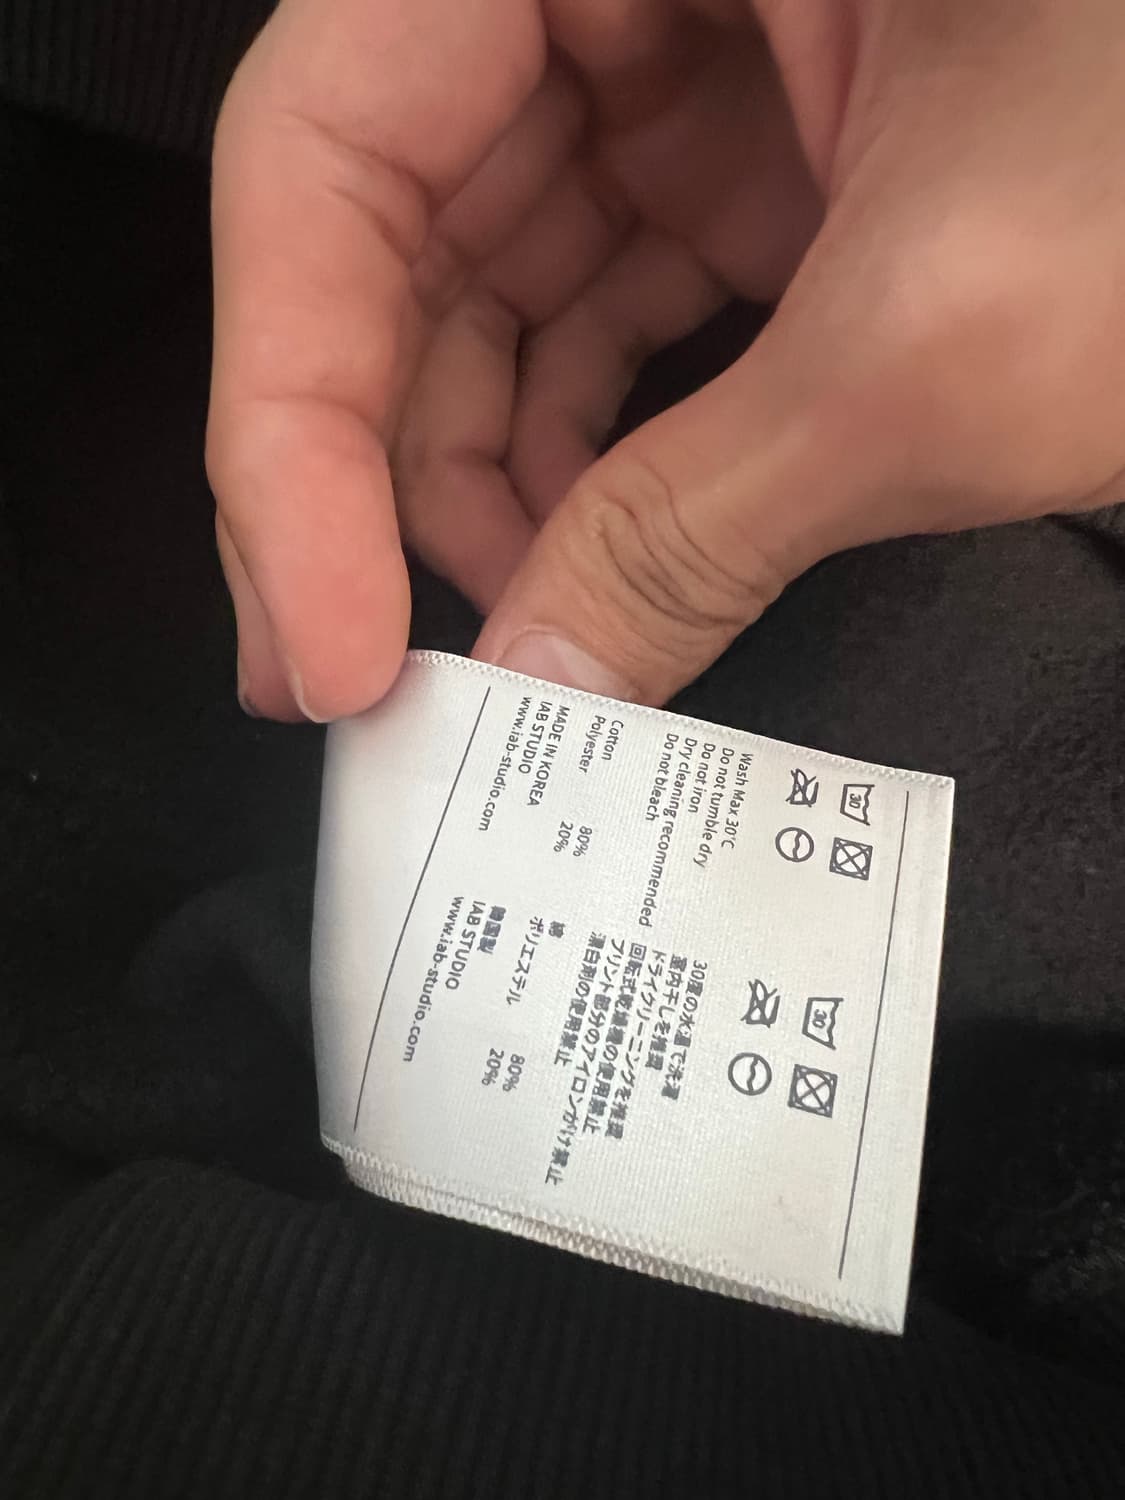 30
Wash Max 30°C
Do not tumble dry
Do not iron
Dry cleaning recommended
Do not bleach
Cotton 80%
Polyester 20%
MADE IN KOREA
IAB STUDIO
www.iab-studio.com
30
30度の水温で洗濯
室内干しを推奨
ドライクリーニングを推奨
回転式乾燥機の使用禁止
プリント部分のアイロンがけ禁止
漂白剤の使用禁止
綿 80%
ポリエステル 20%
韓国製
IAB STUDIO
www.iab-studio.com